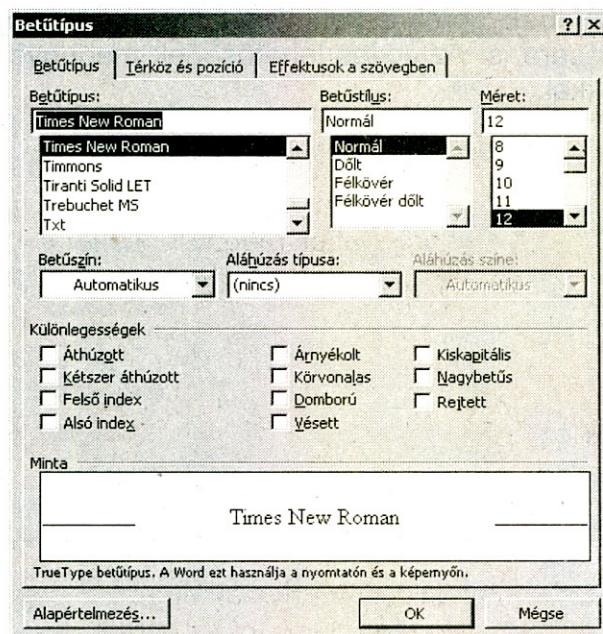 Betűtípus
Betűtípus Térköz és pozíció Effektusok a szövegben
Betűtípus: Betűstílus: Méret:
Times New Roman Normál 12
Times New Roman Normál 8
Timmons Dőlt 9
Tiranti Solid LET Félkövér 10
Trebuchet MS Félkövér dőlt 11
Txt 12
Betűszín: Aláhúzás típusa: Aláhúzás színe:
Automatikus (nincs) Automatikus
Különlegességek
Áthúzott Árnyékolt Kiskapitális
Kétszer áthúzott Körvonalas Nagybetűs
Felső index Domború Rejtett
Alsó index Vésett
Minta
Times New Roman
TrueType betűtípus. A Word ezt használja a nyomtatón és a képernyőn.
Alapértelmezés... OK Mégse